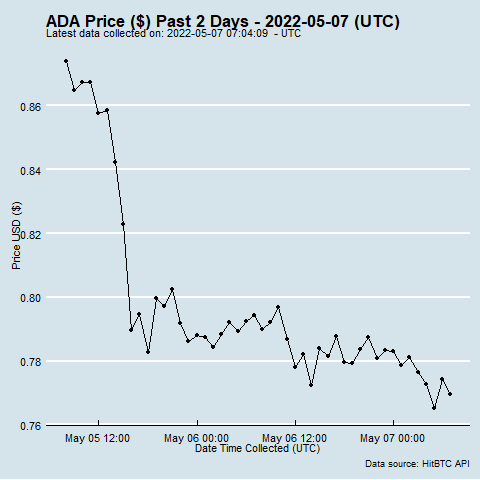 ADA Price ($) Past 2 Days - 2022-05-07 (UTC)
Latest data collected on: 2022-05-07 07:04:09  - UTC
0.86
0.84
0.82
0.80
0.78
0.76
Price USD ($)
May 05 12:00
May 06 00:00
May 06 12:00
May 07 00:00
Date Time Collected (UTC)
Data source: HitBTC API